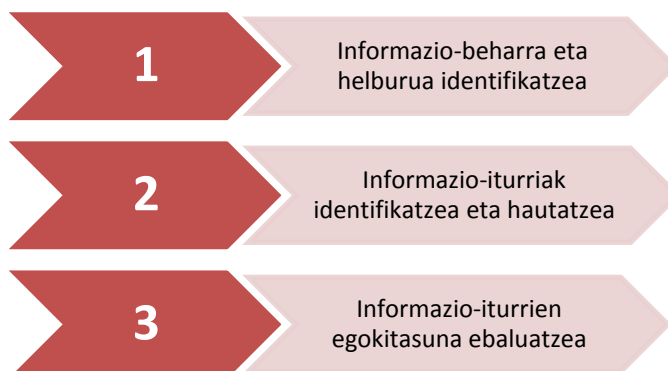 1
Informazio-beharra eta
helburua identifikatzea
2
Informazio-iturriak
identifikatzea eta hautatzea
3
Informazio-iturrien
egokitasuna ebaluatzea